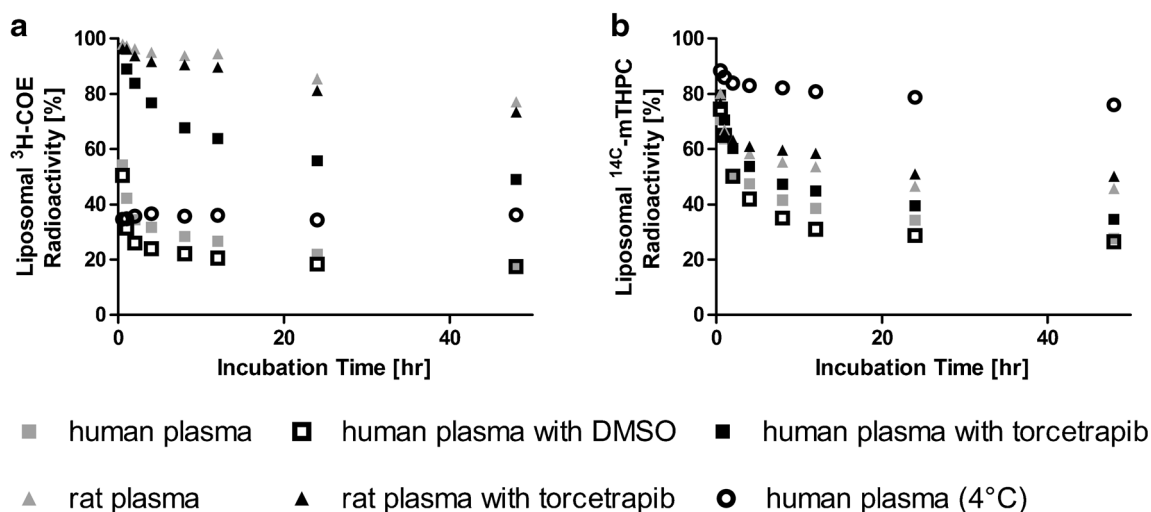 a
Liposomal ³H-COE
Radioactivity [%]
100
80
60
40
20
0
0 20 40
Incubation Time [hr]
b
Liposomal ¹⁴C-mTHPC
Radioactivity [%]
100
80
60
40
20
0
0 20 40
Incubation Time [hr]
human plasma human plasma with DMSO human plasma with torcetrapib
rat plasma rat plasma with torcetrapib human plasma (4°C)